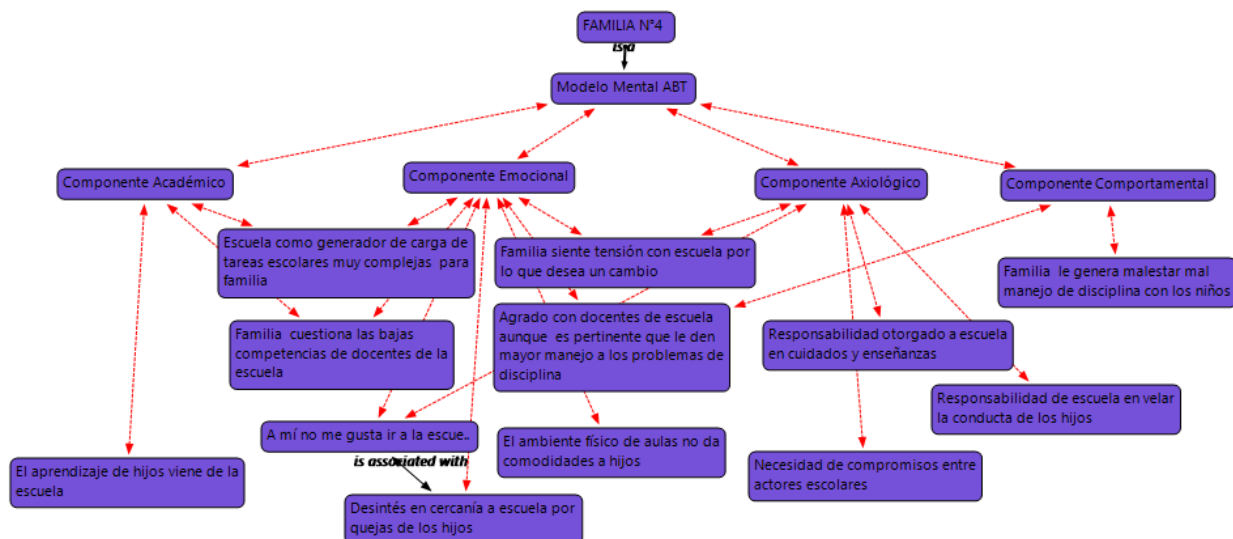 FAMILIA N°4
is a
Modelo Mental ABT
Componente Académico
Componente Emocional
Componente Axiológico
Componente Comportamental
Escuela como generador de carga de
tareas escolares muy complejas para
familia
Familia siente tensión con escuela por
lo que desea un cambio
Familia le genera malestar mal
manejo de disciplina con los niños
Familia cuestiona las bajas
competencias de docentes de la
escuela
Agrado con docentes de escuela
aunque es pertinente que le den
mayor manejo a los problemas de
disciplina
Responsabilidad otorgado a escuela
en cuidados y enseñanzas
Responsabilidad de escuela en velar
la conducta de los hijos
A mí no me gusta ir a la escue..
El ambiente físico de aulas no da
comodidades a hijos
is associated with
El aprendizaje de hijos viene de la
escuela
Necesidad de compromisos entre
actores escolares
Desintés en cercanía a escuela por
quejas de los hijos